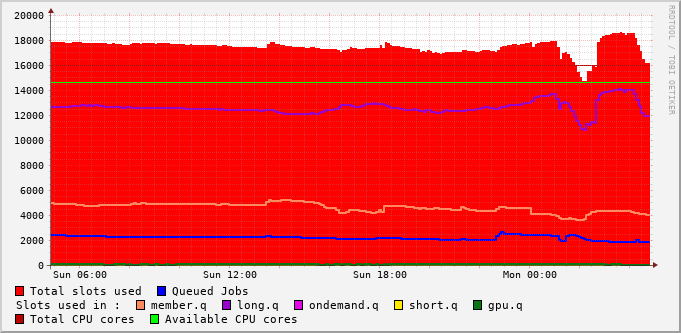 20000
18000
16000
14000
12000
10000
8000
6000
4000
2000
0
Sun 06:00 Sun 12:00 Sun 18:00 Mon 00:00
RRDTOOL / TOBI OETIKER
Total slots used Queued Jobs
Slots used in : member.q long.q ondemand.q short.q gpu.q
Total CPU cores Available CPU cores